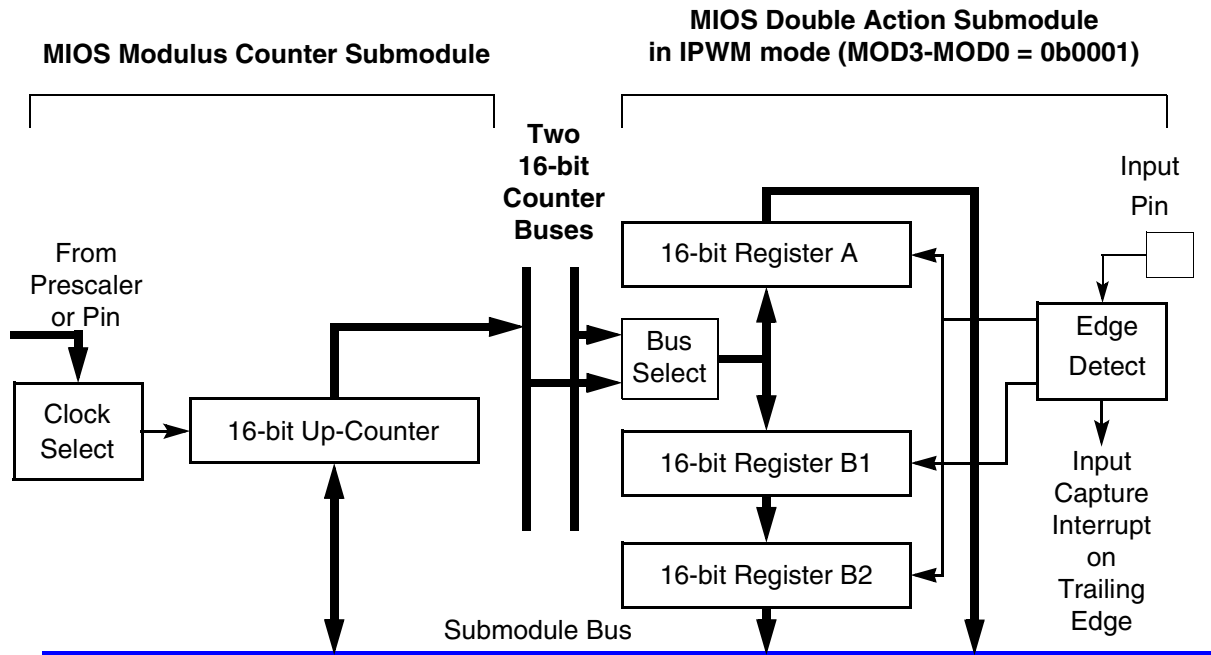 MIOS Modulus Counter Submodule
MIOS Double Action Submodule
in IPWM mode (MOD3-MOD0 = 0b0001)
Two
16-bit
Counter
Buses
From
Prescaler
or Pin
Clock
Select
16-bit Up-Counter
Bus
Select
16-bit Register A
16-bit Register B1
16-bit Register B2
Input
Pin
Edge
Detect
Input
Capture
Interrupt
on
Trailing
Edge
Submodule Bus